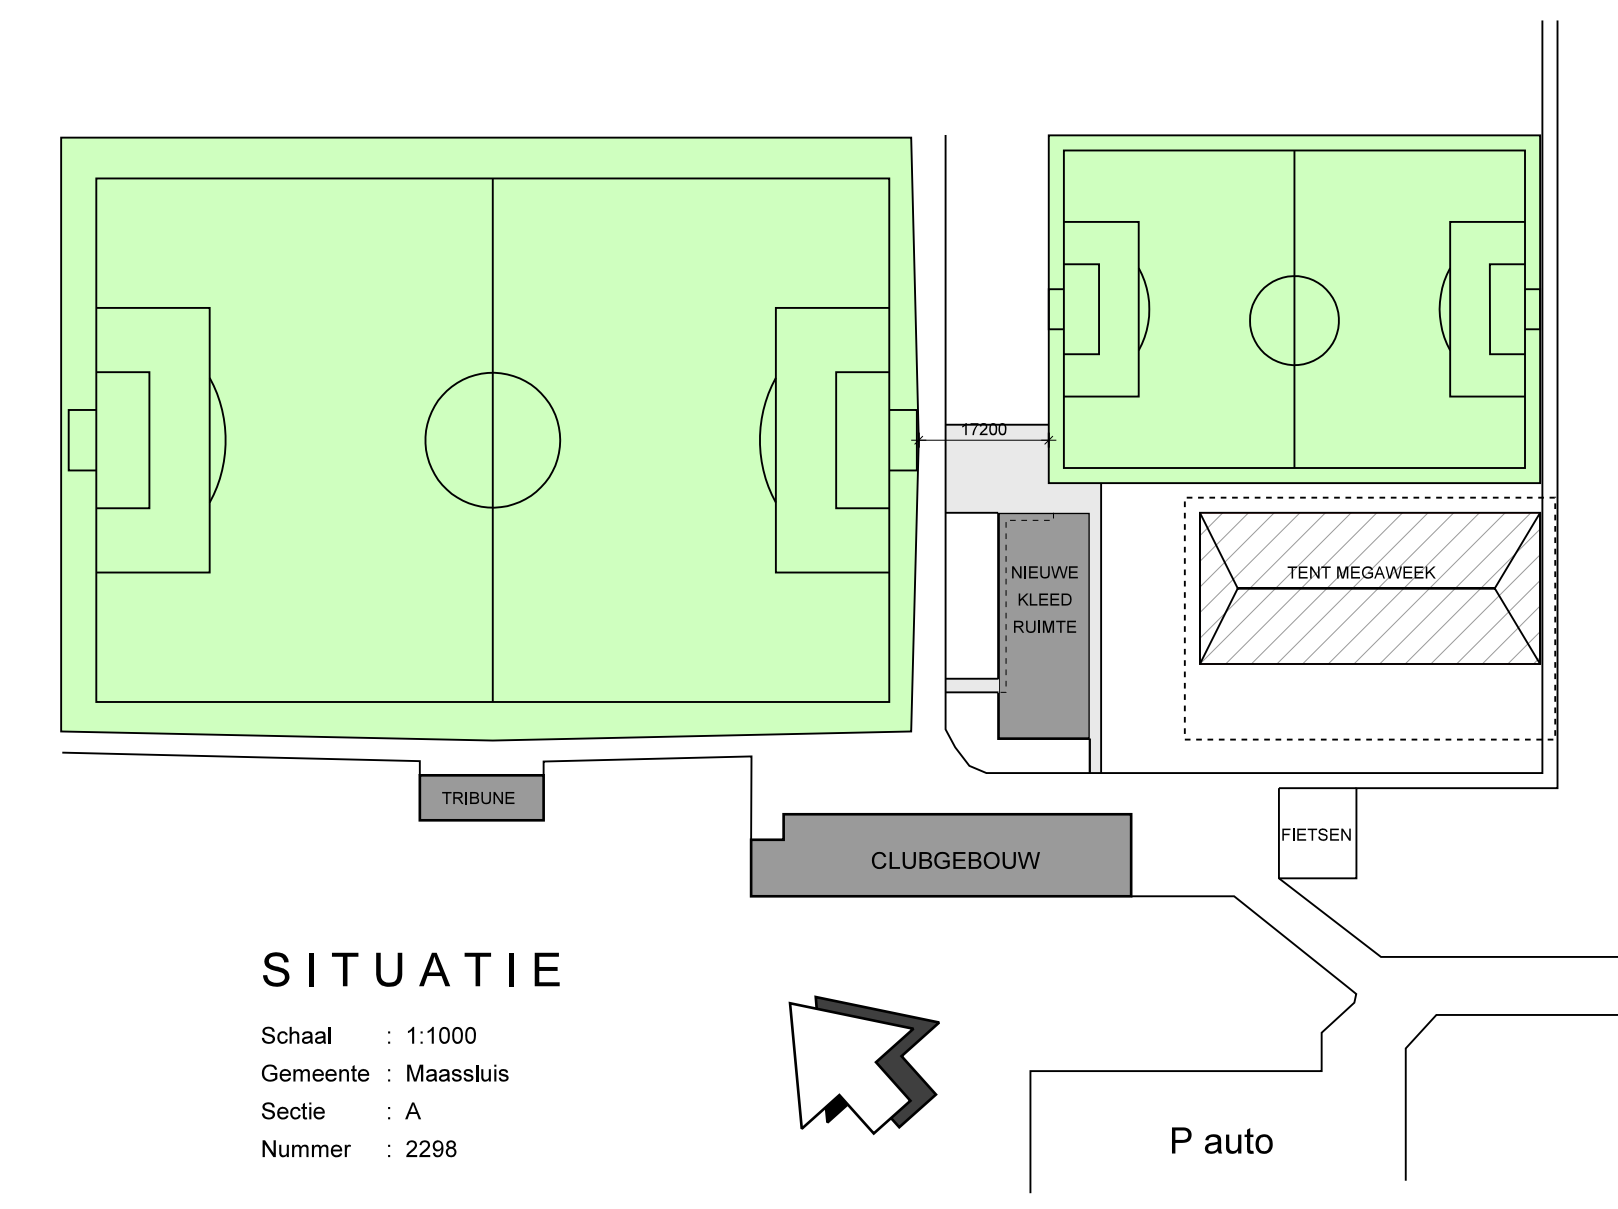 17200
NIEUWE
KLEED
RUIMTE
TENT MEGAWEEK
TRIBUNE
CLUBGEBOUW
FIETSEN
SITUATIE
Schaal : 1:1000
Gemeente : Maassluis
Sectie : A
Nummer : 2298
P auto